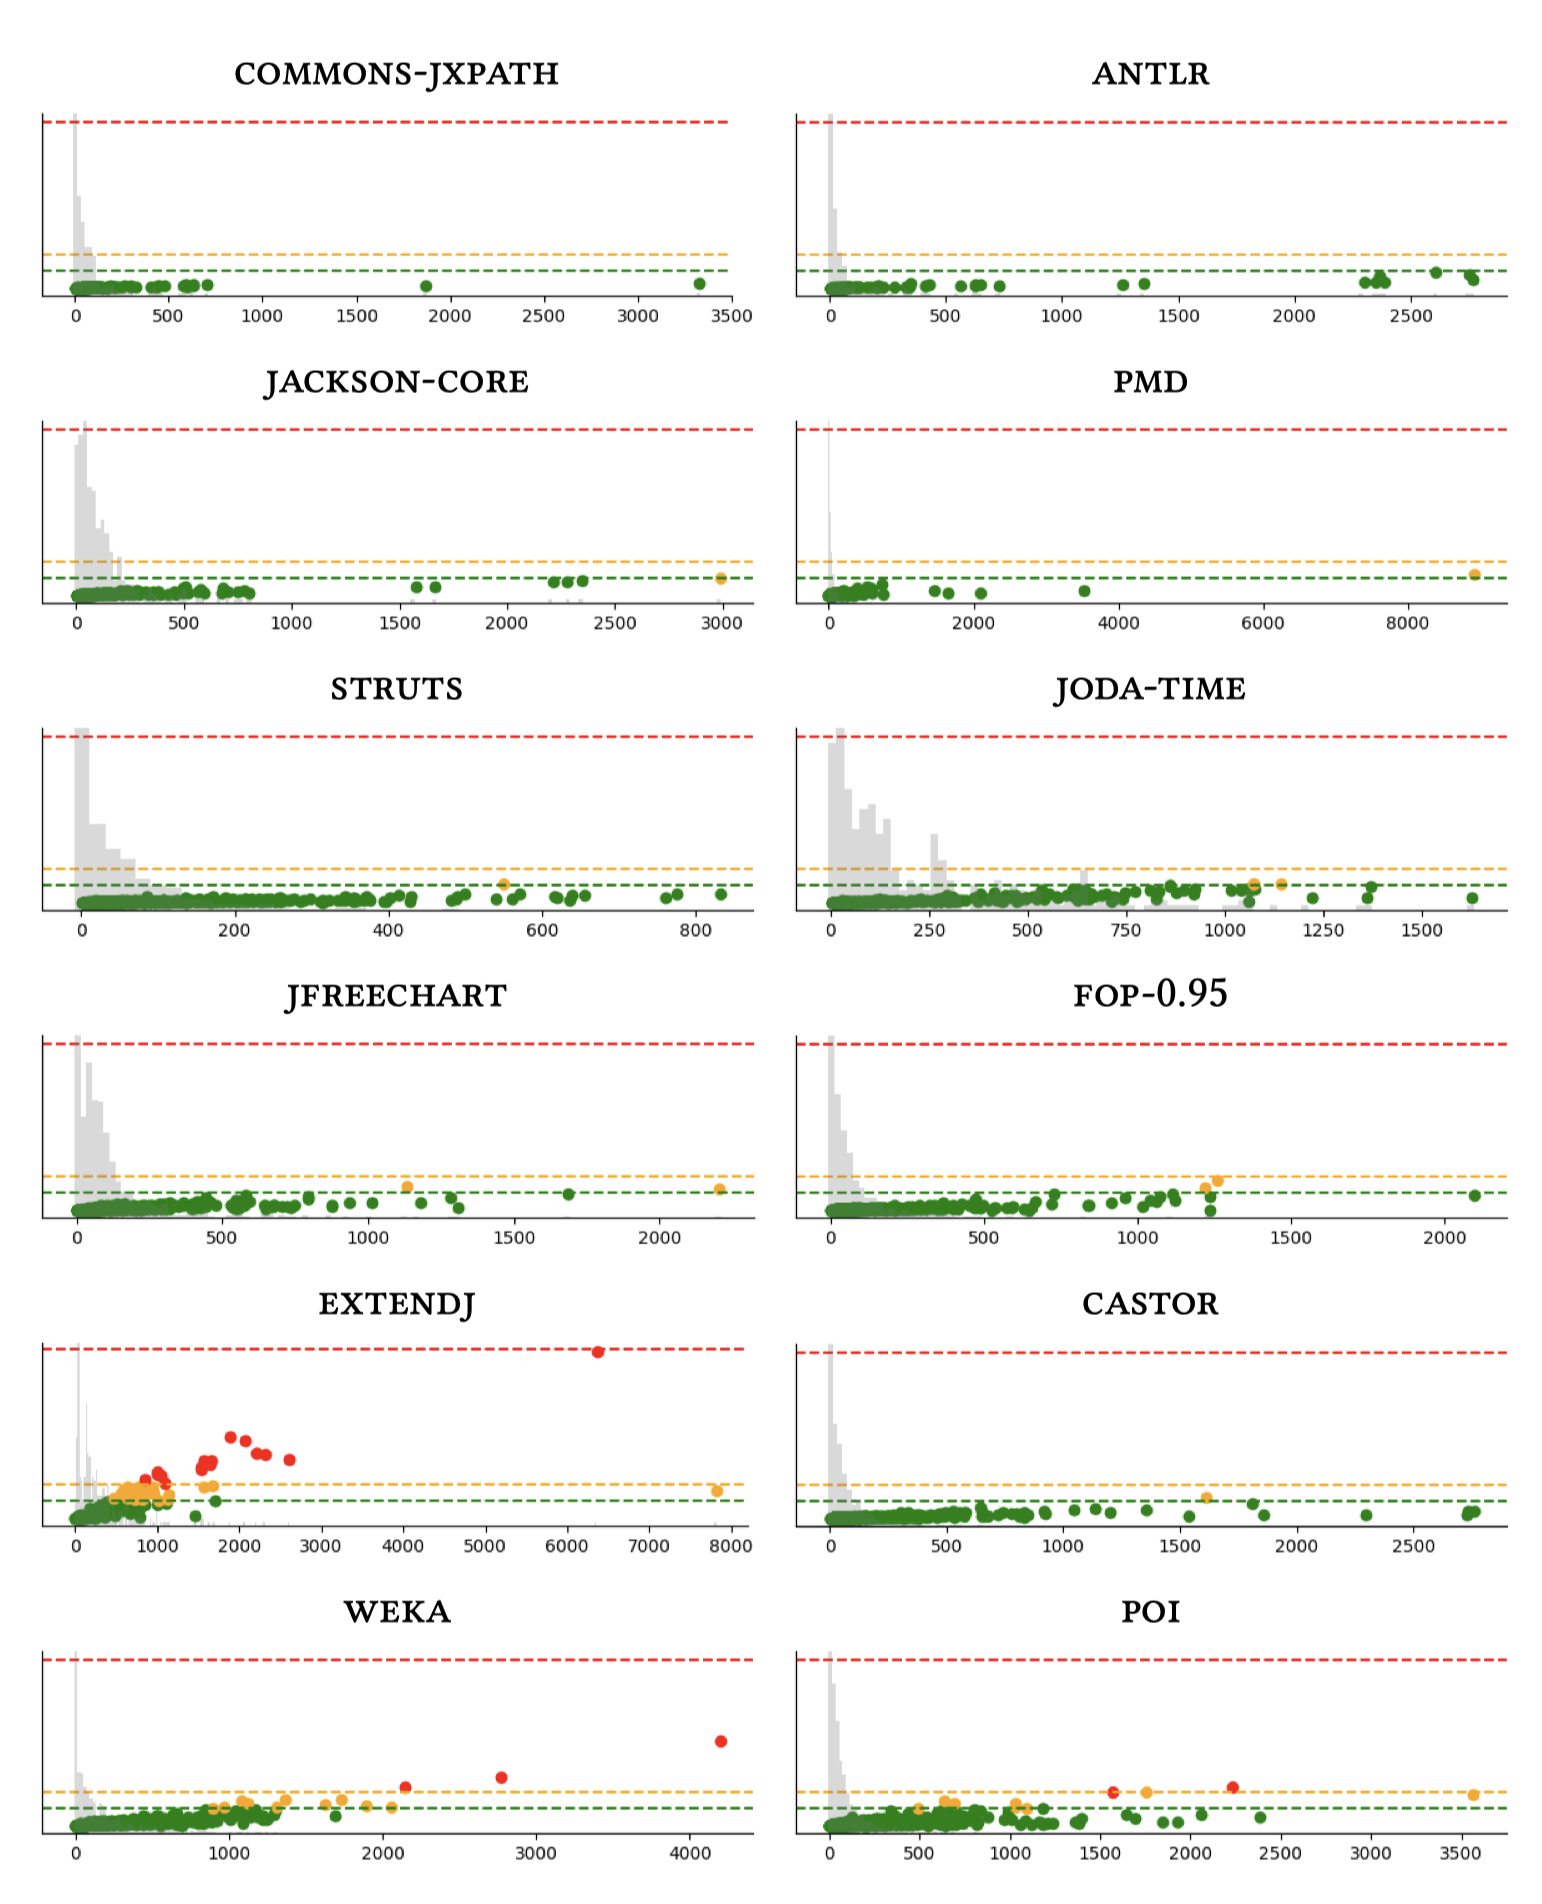 COMMONS-JXPATH
0 500 1000 1500 2000 2500 3000 3500
ANTLR
0 500 1000 1500 2000 2500
JACKSON-CORE
0 500 1000 1500 2000 2500 3000
PMD
0 2000 4000 6000 8000
STRUTS
0 200 400 600 800
JODA-TIME
0 250 500 750 1000 1250 1500
JFREECHART
0 500 1000 1500 2000
FOP-0.95
0 500 1000 1500 2000
EXTENDJ
0 1000 2000 3000 4000 5000 6000 7000 8000
CASTOR
0 500 1000 1500 2000 2500
WEKA
0 1000 2000 3000 4000
POI
0 500 1000 1500 2000 2500 3000 3500